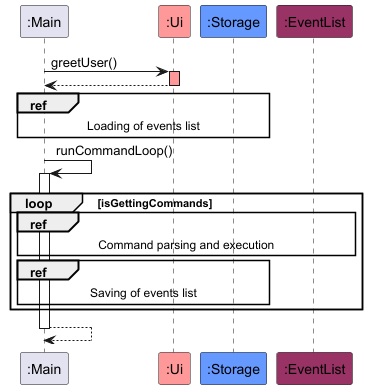 :Main :Ui :Storage :EventList
greetUser()
ref
Loading of events list
runCommandLoop()
loop [isGettingCommands]
ref
Command parsing and execution
ref
Saving of events list
:Main :Ui :Storage :EventList